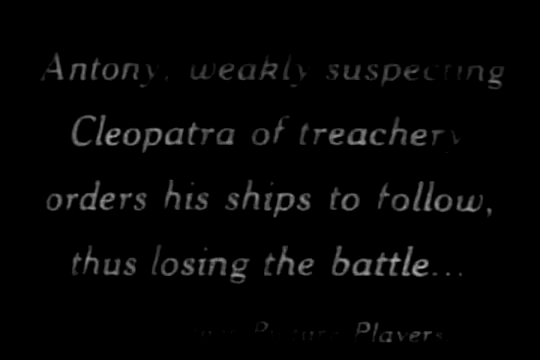 Antony, weakly suspecting
Cleopatra of treachery
orders his ships to follow,
thus losing the battle...
Picture Players